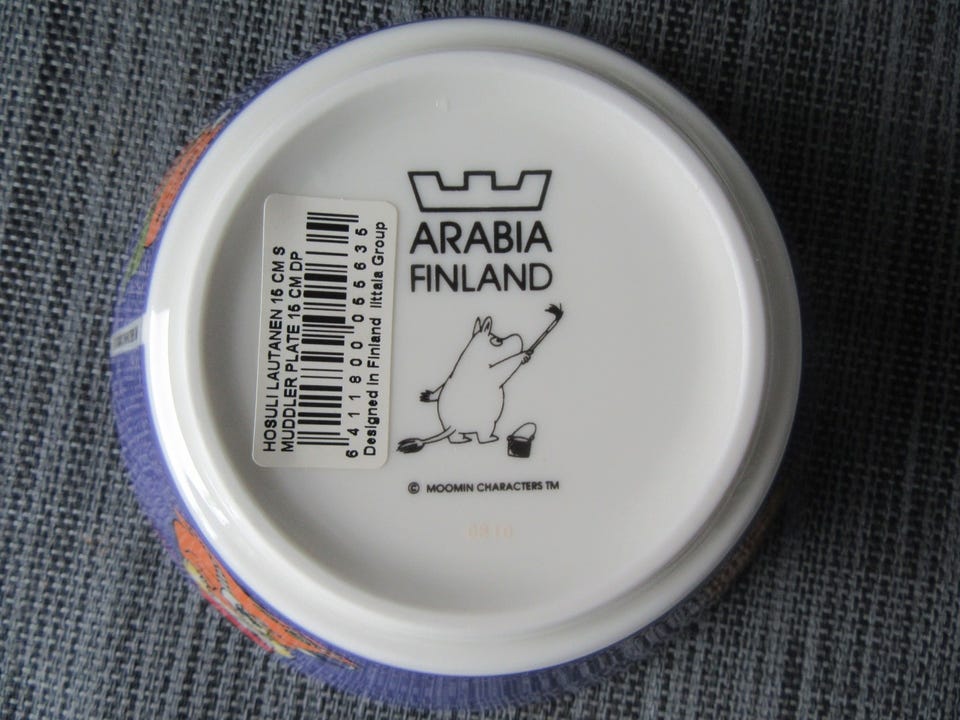 ARABIA
FINLAND
© MOOMIN CHARACTERS TM
HOSULI LAUTANEN 15 CM S
MUDDLER PLATE 15 CM DP
6 411800 055635
Designed in Finland Iittala Group